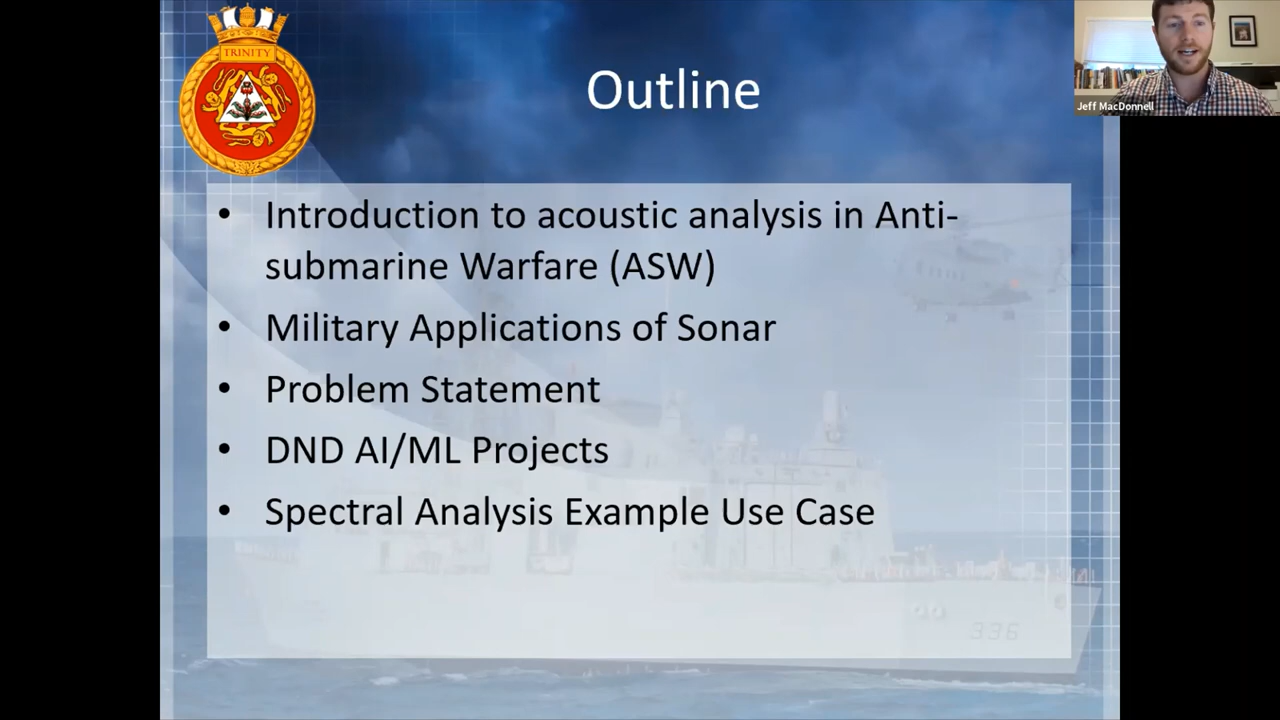 TRINITY
Outline
Jeff MacDonnell
• Introduction to acoustic analysis in Anti-
submarine Warfare (ASW)
• Military Applications of Sonar
• Problem Statement
• DND AI/ML Projects
• Spectral Analysis Example Use Case
336